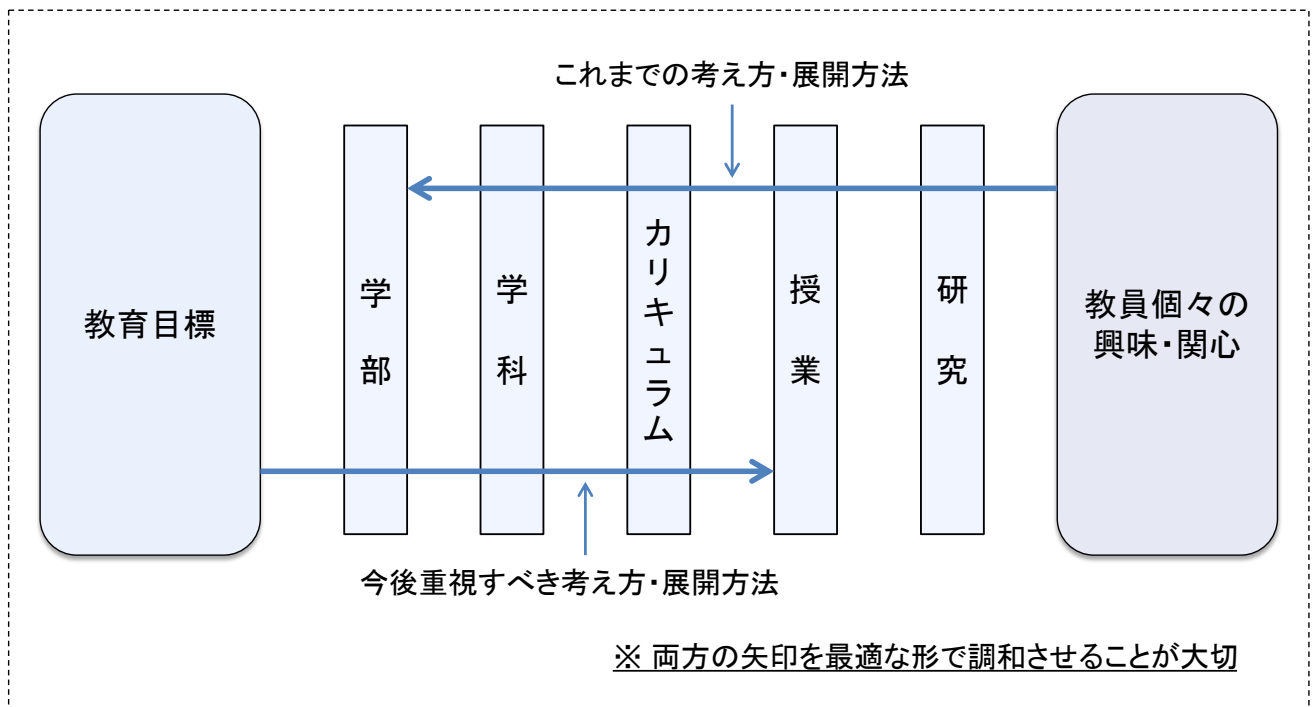 これまでの考え方・展開方法
教育目標
学部
学科
カリキュラム
授業
研究
教員個々の
興味・関心
今後重視すべき考え方・展開方法
※ 両方の矢印を最適な形で調和させることが大切